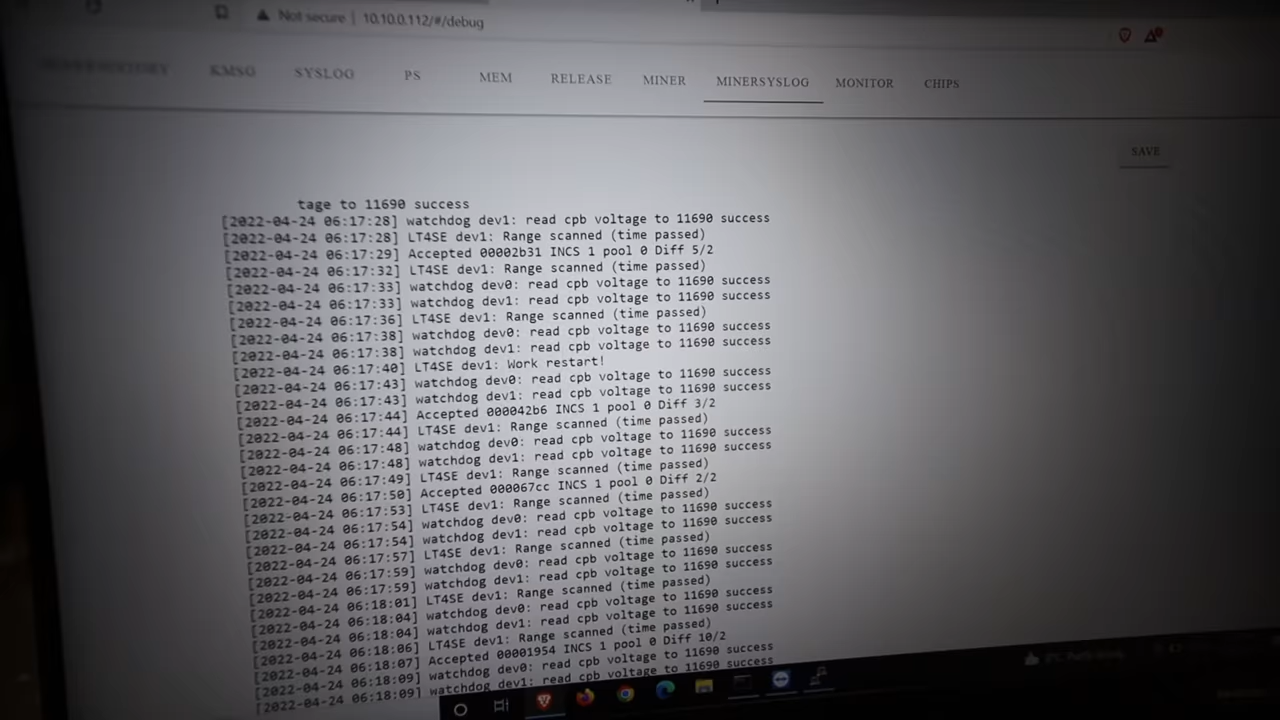 Not secure | 10.10.0.112/#/debug
KMSG SYSLOG PS MEM RELEASE MINER MINERSYSLOG MONITOR CHIPS
SAVE
tage to 11690 success
[2022-04-24 06:17:28] watchdog dev1: read cpb voltage to 11690 success
[2022-04-24 06:17:28] LT4SE dev1: Range scanned (time passed)
[2022-04-24 06:17:29] Accepted 00002b31 INCS 1 pool 0 Diff 5/2
[2022-04-24 06:17:32] LT4SE dev1: Range scanned (time passed)
[2022-04-24 06:17:33] watchdog dev0: read cpb voltage to 11690 success
[2022-04-24 06:17:33] watchdog dev1: read cpb voltage to 11690 success
[2022-04-24 06:17:36] LT4SE dev1: Range scanned (time passed)
[2022-04-24 06:17:38] watchdog dev0: read cpb voltage to 11690 success
[2022-04-24 06:17:38] watchdog dev1: read cpb voltage to 11690 success
[2022-04-24 06:17:40] LT4SE dev1: Work restart!
[2022-04-24 06:17:43] watchdog dev0: read cpb voltage to 11690 success
[2022-04-24 06:17:43] watchdog dev1: read cpb voltage to 11690 success
[2022-04-24 06:17:44] Accepted 000042b6 INCS 1 pool 0 Diff 3/2
[2022-04-24 06:17:44] LT4SE dev1: Range scanned (time passed)
[2022-04-24 06:17:48] watchdog dev0: read cpb voltage to 11690 success
[2022-04-24 06:17:48] watchdog dev1: read cpb voltage to 11690 success
[2022-04-24 06:17:49] LT4SE dev1: Range scanned (time passed)
[2022-04-24 06:17:50] Accepted 000067cc INCS 1 pool 0 Diff 2/2
[2022-04-24 06:17:53] LT4SE dev1: Range scanned (time passed)
[2022-04-24 06:17:54] watchdog dev0: read cpb voltage to 11690 success
[2022-04-24 06:17:54] watchdog dev1: read cpb voltage to 11690 success
[2022-04-24 06:17:57] LT4SE dev1: Range scanned (time passed)
[2022-04-24 06:17:59] watchdog dev0: read cpb voltage to 11690 success
[2022-04-24 06:17:59] watchdog dev1: read cpb voltage to 11690 success
[2022-04-24 06:18:01] LT4SE dev1: Range scanned (time passed)
[2022-04-24 06:18:04] watchdog dev0: read cpb voltage to 11690 success
[2022-04-24 06:18:04] watchdog dev1: read cpb voltage to 11690 success
[2022-04-24 06:18:06] LT4SE dev1: Range scanned (time passed)
[2022-04-24 06:18:07] Accepted 00001954 INCS 1 pool 0 Diff 10/2
[2022-04-24 06:18:09] watchdog dev0: read cpb voltage to 11690 success
[2022-04-24 06:18:09] watchdog dev1: read cpb voltage to 11690 success